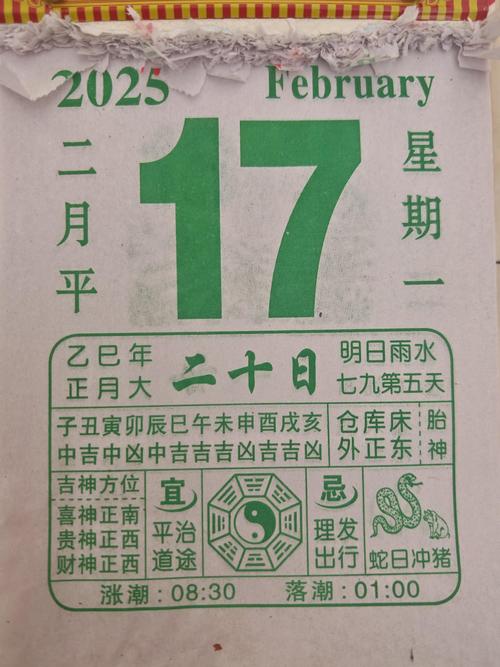 2025 February
二月平
17
星期一
乙巳年
正月大
二十日
明日雨水
七九第五天
子丑寅卯辰巳午未申酉戌亥
中吉中凶中吉吉吉凶吉吉凶
仓库床
外正东
胎神
吉神方位
喜神正南
贵神正西
财神正西
宜
平治
道途
忌
理发
出行
蛇日冲猪
涨潮：08:30 落潮：01:00